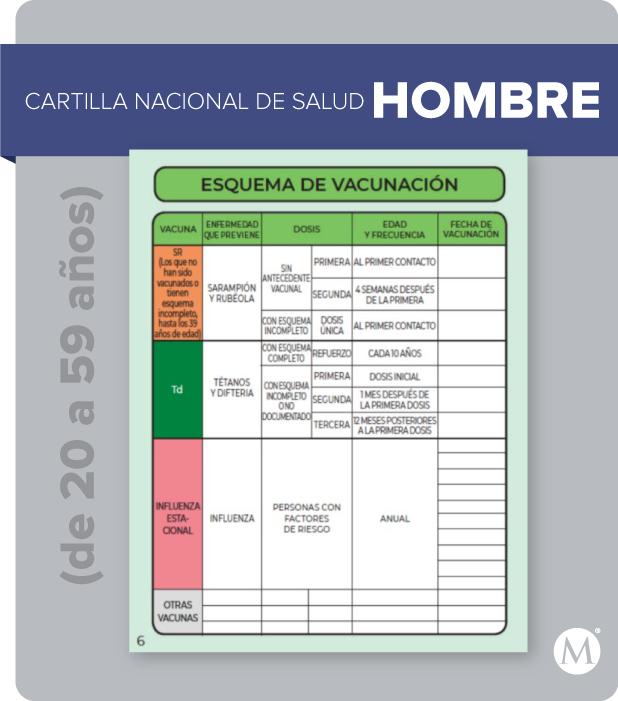 CARTILLA NACIONAL DE SALUD HOMBRE
(de 20 a 59 años)
ESQUEMA DE VACUNACIÓN
VACUNA
ENFERMEDAD
QUE PREVIENE
DOSIS
EDAD
Y FRECUENCIA
FECHA DE
VACUNACIÓN
SR
(Los que no
han sido
vacunados o
tienen
esquema
incompleto,
hasta los 39
años de edad)
SARAMPIÓN
Y RUBÉOLA
SIN
ANTECEDENTE
VACUNAL
PRIMERA
AL PRIMER CONTACTO
SEGUNDA
4 SEMANAS DESPUÉS
DE LA PRIMERA
CON ESQUEMA
INCOMPLETO
DOSIS
ÚNICA
AL PRIMER CONTACTO
Td
TÉTANOS
Y DIFTERIA
CON ESQUEMA
COMPLETO
REFUERZO
CADA 10 AÑOS
CON ESQUEMA
INCOMPLETO
O NO
DOCUMENTADO
PRIMERA
DOSIS INICIAL
SEGUNDA
1 MES DESPUÉS DE
LA PRIMERA DOSIS
TERCERA
12 MESES POSTERIORES
A LA PRIMERA DOSIS
INFLUENZA
ESTA-
CIONAL
INFLUENZA
PERSONAS CON
FACTORES
DE RIESGO
ANUAL
OTRAS
VACUNAS
6
M®